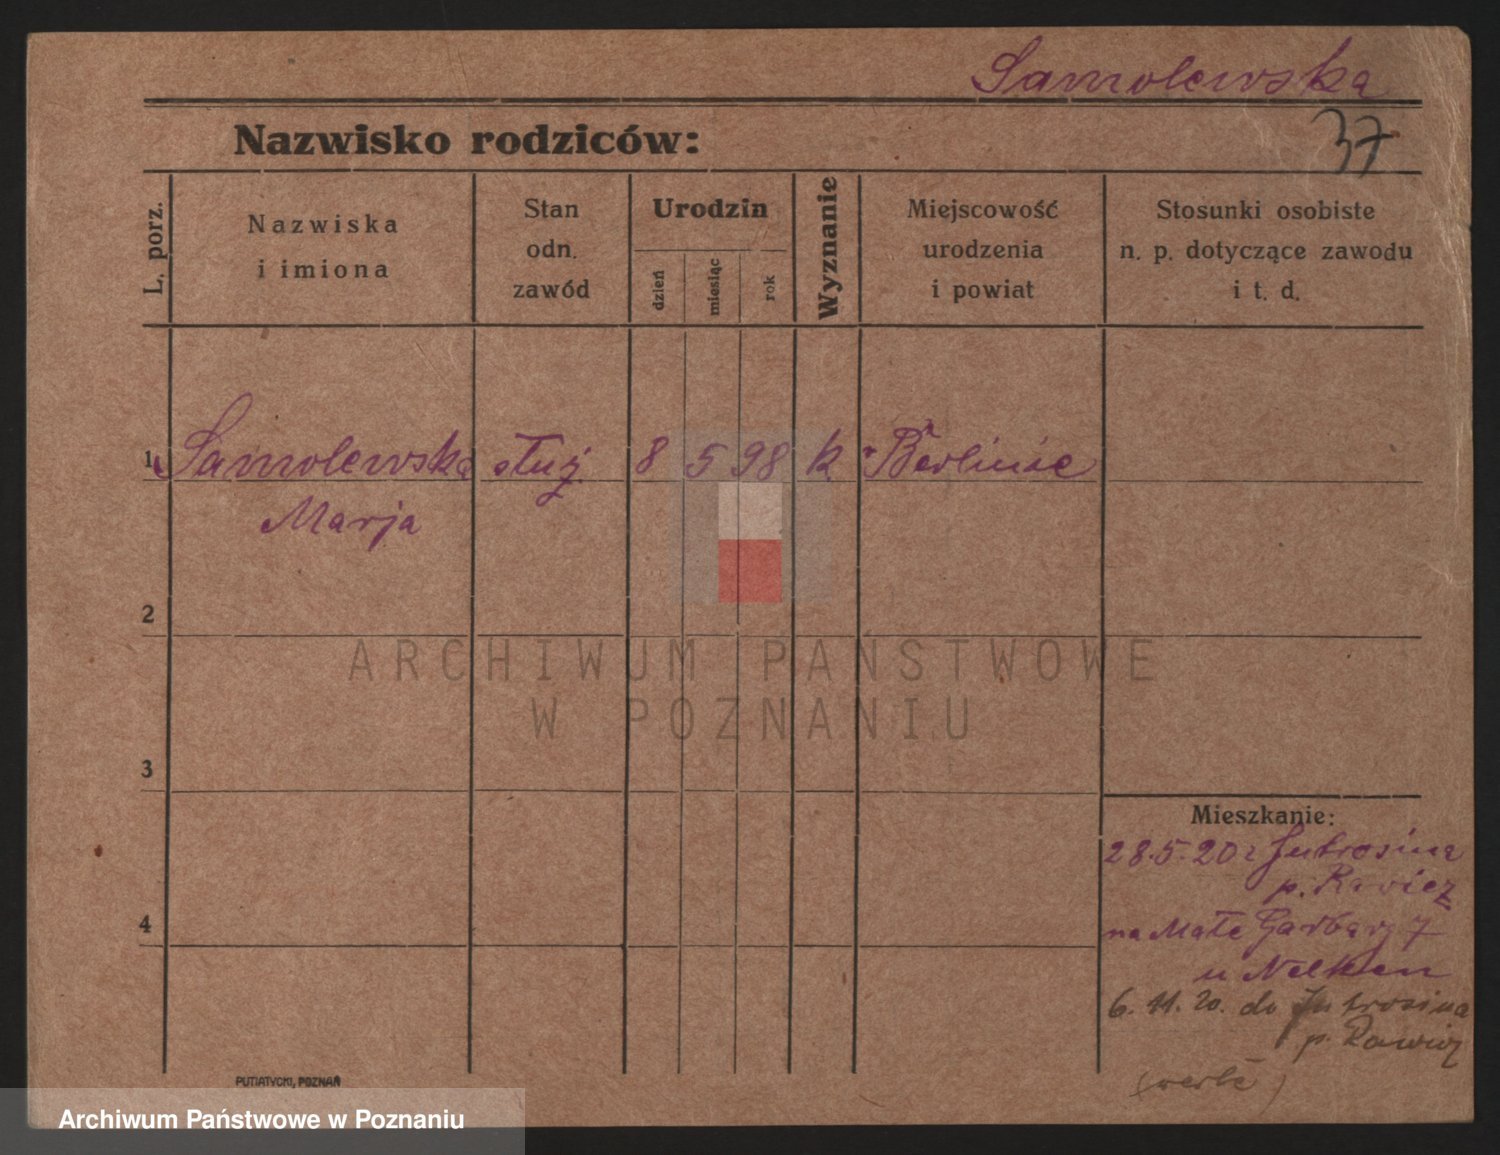 Samolewska
Nazwisko rodziców:
37
L. porz.
Nazwiska
i imiona
Stan
odn.
zawód
Urodzin
dzień
miesiąc
rok
Wyznanie
Miejscowość
urodzenia
i powiat
Stosunki osobiste
n. p. dotyczące zawodu
i t. d.
1 Samolewska służ. 8 5 98 k. w Berlinie
Marja
2
ARCHIWUM PAŃSTWOWE
W POZNANIU
3
Mieszkanie:
28.5.20 z Jutrosina
p. Rawicz
4
na Małe Garbary 7
u Nelken
6. 11. 20. do Jutrosina
p. Rawicz
PUTIATYCKI, POZNAŃ
Archiwum Państwowe w Poznaniu